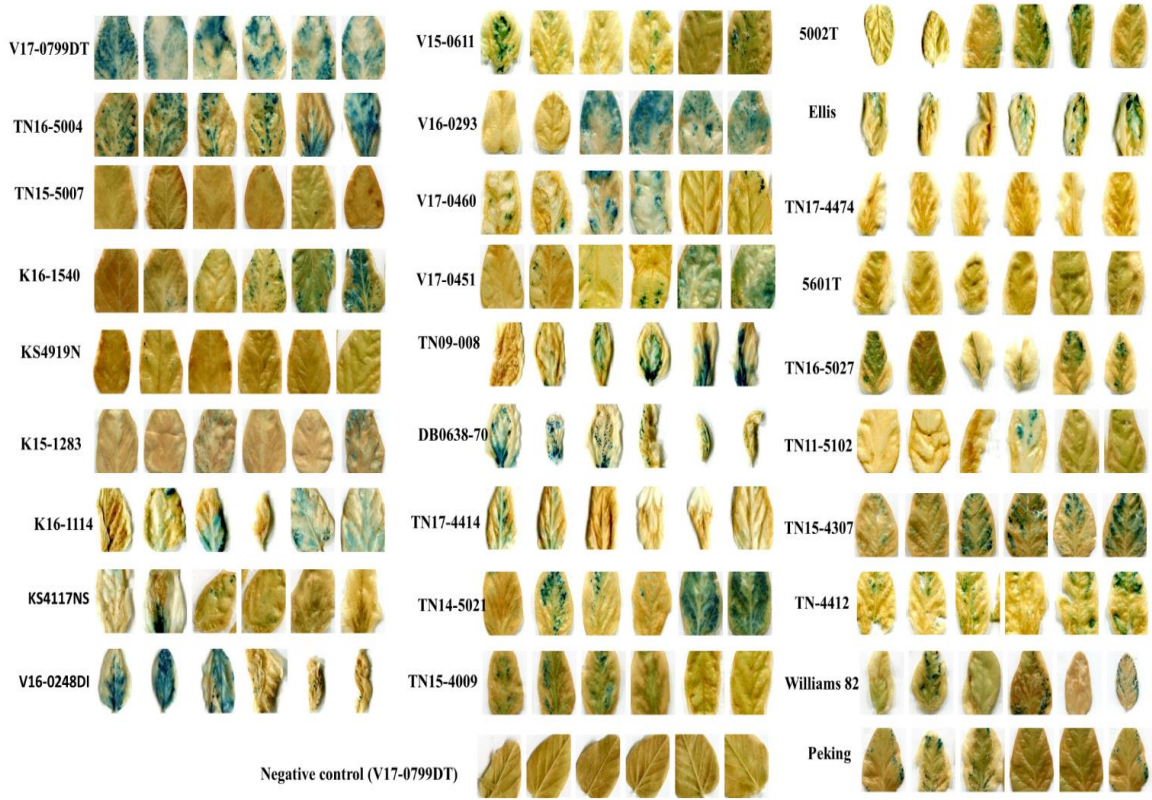 V17-0799DT
TN16-5004
TN15-5007
K16-1540
KS4919N
K15-1283
K16-1114
KS4117NS
V16-0248DI
V15-0611
V16-0293
V17-0460
V17-0451
TN09-008
DB0638-70
TN17-4414
TN14-5021
TN15-4009
Negative control (V17-0799DT)
5002T
Ellis
TN17-4474
5601T
TN16-5027
TN11-5102
TN15-4307
TN-4412
Williams 82
Peking